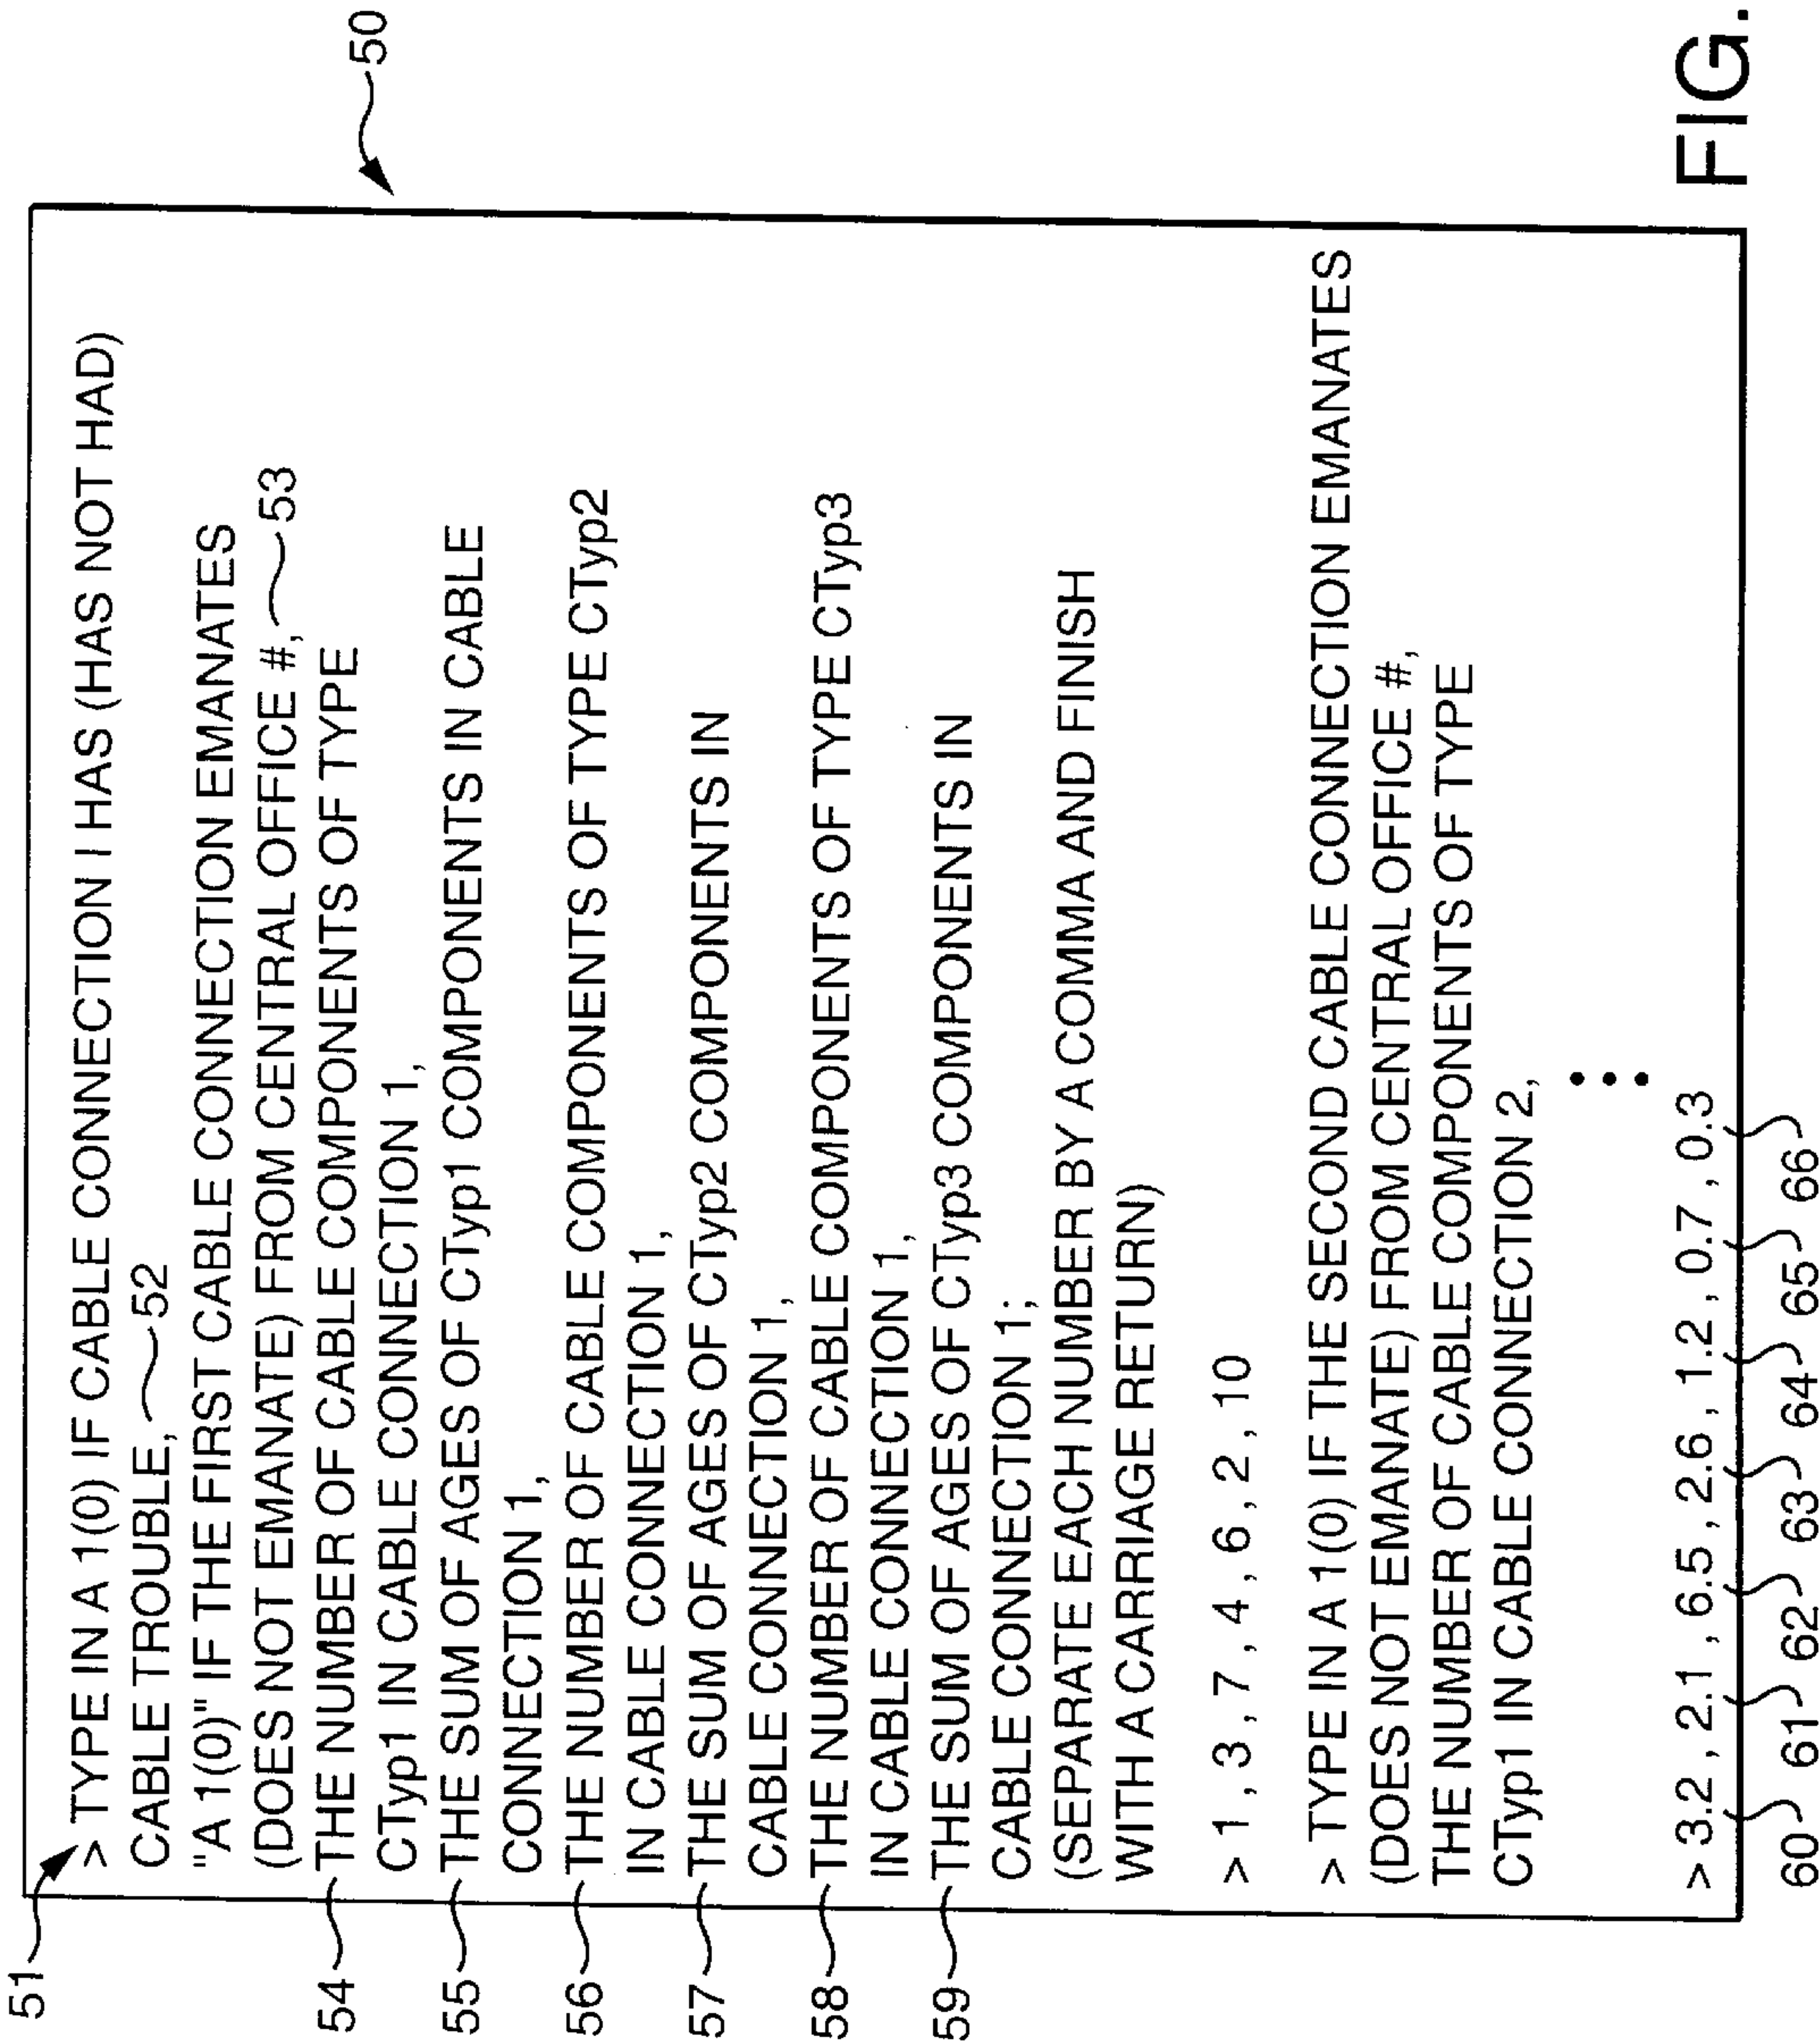 51
50
> TYPE IN A 1(0) IF CABLE CONNECTION I HAS (HAS NOT HAD)
CABLE TROUBLE, 52
"A 1(0)" IF THE FIRST CABLE CONNECTION EMANATES
(DOES NOT EMANATE) FROM CENTRAL OFFICE #, 53
54 THE NUMBER OF CABLE COMPONENTS OF TYPE
CTyp1 IN CABLE CONNECTION 1,
55 THE SUM OF AGES OF CTyp1 COMPONENTS IN CABLE
CONNECTION 1,
56 THE NUMBER OF CABLE COMPONENTS OF TYPE CTyp2
IN CABLE CONNECTION 1,
57 THE SUM OF AGES OF CTyp2 COMPONENTS IN
CABLE CONNECTION 1,
58 THE NUMBER OF CABLE COMPONENTS OF TYPE CTyp3
IN CABLE CONNECTION 1,
59 THE SUM OF AGES OF CTyp3 COMPONENTS IN
CABLE CONNECTION 1;
(SEPARATE EACH NUMBER BY A COMMA AND FINISH
WITH A CARRIAGE RETURN)
> 1 , 3 , 7 , 4 , 6 , 2 , 10
> TYPE IN A 1(0) IF THE SECOND CABLE CONNECTION EMANATES
(DOES NOT EMANATE) FROM CENTRAL OFFICE #,
THE NUMBER OF CABLE COMPONENTS OF TYPE
CTyp1 IN CABLE CONNECTION 2,
> 3.2 , 2.1 , 6.5 , 2.6 , 1.2 , 0.7 , 0.3
60 61 62 63 64 65 66
FIG.